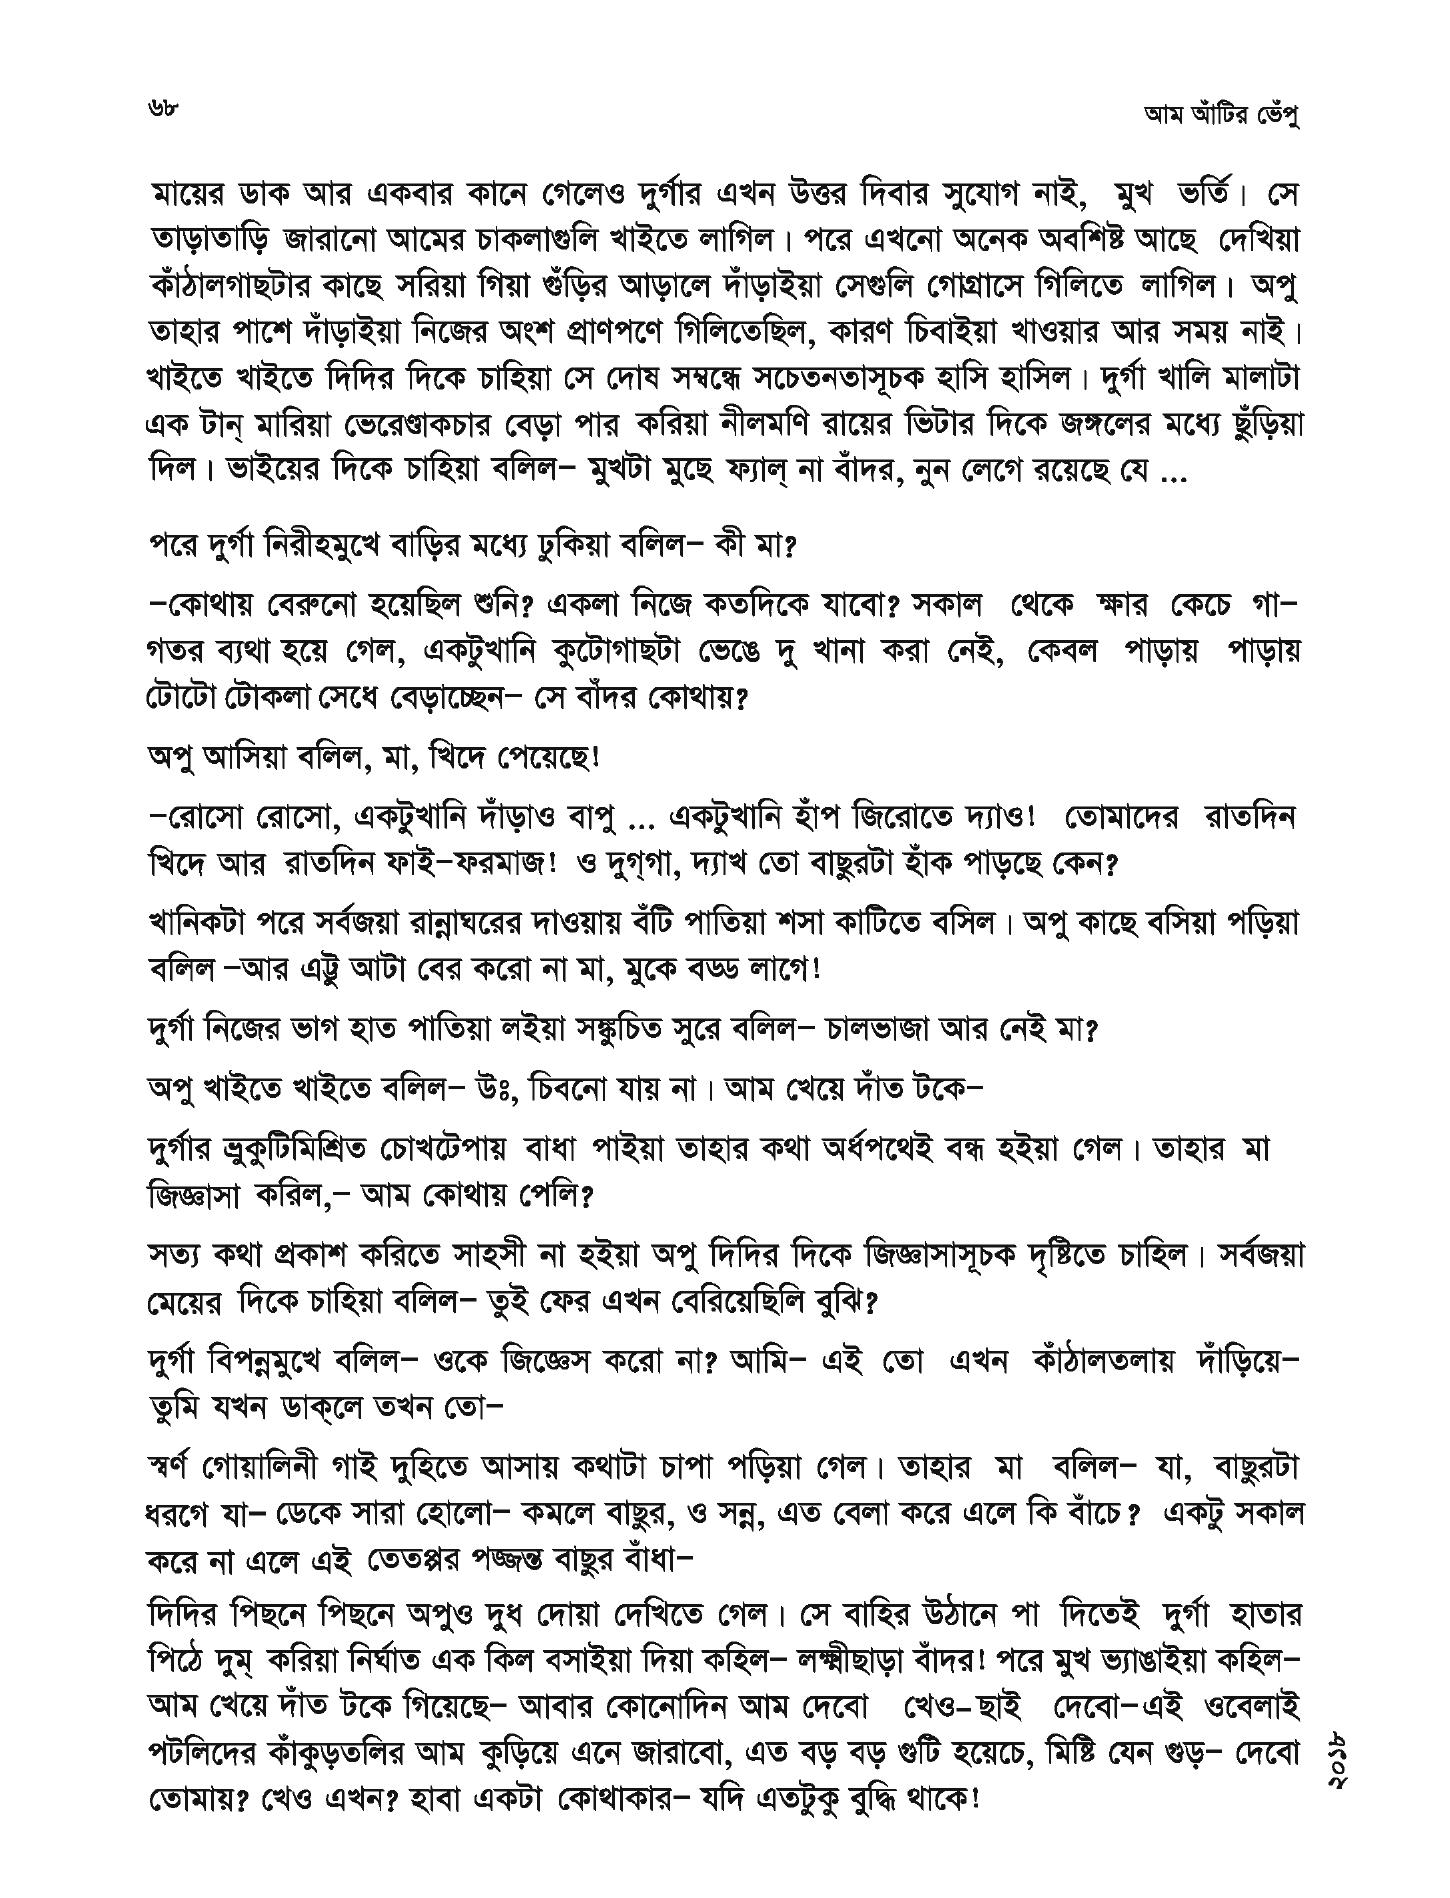 ৬৮
আম আঁটির ভেঁপু
মায়ের ডাক আর একবার কানে গেলেও দুর্গার এখন উত্তর দিবার সুযোগ নাই, মুখ ভর্তি। সে
তাড়াতাড়ি জারানো আমের চাকলাগুলি খাইতে লাগিল। পরে এখনো অনেক অবশিষ্ট আছে দেখিয়া
কাঁঠালগাছটার কাছে সরিয়া গিয়া গুঁড়ির আড়ালে দাঁড়াইয়া সেগুলি গোগ্রাসে গিলিতে লাগিল। অপু
তাহার পাশে দাঁড়াইয়া নিজের অংশ প্রাণপণে গিলিতেছিল, কারণ চিবাইয়া খাওয়ার আর সময় নাই।
খাইতে খাইতে দিদির দিকে চাহিয়া সে দোষ সম্বন্ধে সচেতনতাসূচক হাসি হাসিল। দুর্গা খালি মালাটা
এক টান্ মারিয়া ভেরেণ্ডাকচার বেড়া পার করিয়া নীলমণি রায়ের ভিটার দিকে জঙ্গলের মধ্যে ছুঁড়িয়া
দিল। ভাইয়ের দিকে চাহিয়া বলিল– মুখটা মুছে ফ্যাল্ না বাঁদর, নুন লেগে রয়েছে যে ...
পরে দুর্গা নিরীহমুখে বাড়ির মধ্যে ঢুকিয়া বলিল– কী মা?
–কোথায় বেরুনো হয়েছিল শুনি? একলা নিজে কতদিকে যাবো? সকাল থেকে ক্ষার কেচে গা–
গতর ব্যথা হয়ে গেল, একটুখানি কুটোগাছটা ভেঙে দু খানা করা নেই, কেবল পাড়ায় পাড়ায়
টোটো টোকলা সেধে বেড়াচ্ছেন– সে বাঁদর কোথায়?
অপু আসিয়া বলিল, মা, খিদে পেয়েছে!
–রোসো রোসো, একটুখানি দাঁড়াও বাপু ... একটুখানি হাঁপ জিরোতে দ্যাও! তোমাদের রাতদিন
খিদে আর রাতদিন ফাই–ফরমাজ! ও দুগ্‌গা, দ্যাখ তো বাছুরটা হাঁক পাড়ছে কেন?
খানিকটা পরে সর্বজয়া রান্নাঘরের দাওয়ায় বঁটি পাতিয়া শসা কাটিতে বসিল। অপু কাছে বসিয়া পড়িয়া
বলিল –আর এট্টু আটা বের করো না মা, মুকে বড্ড লাগে!
দুর্গা নিজের ভাগ হাত পাতিয়া লইয়া সঙ্কুচিত সুরে বলিল– চালভাজা আর নেই মা?
অপু খাইতে খাইতে বলিল– উঃ, চিবনো যায় না। আম খেয়ে দাঁত টকে–
দুর্গার ভ্রুকুটিমিশ্রিত চোখটেপায় বাধা পাইয়া তাহার কথা অর্ধপথেই বন্ধ হইয়া গেল। তাহার মা
জিজ্ঞাসা করিল,– আম কোথায় পেলি?
সত্য কথা প্রকাশ করিতে সাহসী না হইয়া অপু দিদির দিকে জিজ্ঞাসাসূচক দৃষ্টিতে চাহিল। সর্বজয়া
মেয়ের দিকে চাহিয়া বলিল– তুই ফের এখন বেরিয়েছিলি বুঝি?
দুর্গা বিপন্নমুখে বলিল– ওকে জিজ্ঞেস করো না? আমি– এই তো এখন কাঁঠালতলায় দাঁড়িয়ে–
তুমি যখন ডাক্‌লে তখন তো–
স্বর্ণ গোয়ালিনী গাই দুহিতে আসায় কথাটা চাপা পড়িয়া গেল। তাহার মা বলিল– যা, বাছুরটা
ধরগে যা– ডেকে সারা হোলো– কমলে বাছুর, ও সন্ন, এত বেলা করে এলে কি বাঁচে? একটু সকাল
করে না এলে এই তেতপ্পর পজ্জন্ত বাছুর বাঁধা–
দিদির পিছনে পিছনে অপুও দুধ দোয়া দেখিতে গেল। সে বাহির উঠানে পা দিতেই দুর্গা হাতার
পিঠে দুম্ করিয়া নির্ঘাত এক কিল বসাইয়া দিয়া কহিল– লক্ষ্মীছাড়া বাঁদর! পরে মুখ ভ্যাঙাইয়া কহিল–
আম খেয়ে দাঁত টকে গিয়েছে– আবার কোনোদিন আম দেবো খেও– ছাই দেবো–এই ওবেলাই
পটলিদের কাঁকুড়তলির আম কুড়িয়ে এনে জারাবো, এত বড় বড় গুটি হয়েচে, মিষ্টি যেন গুড়– দেবো
তোমায়? খেও এখন? হাবা একটা কোথাকার– যদি এতটুকু বুদ্ধি থাকে!
২০১৮